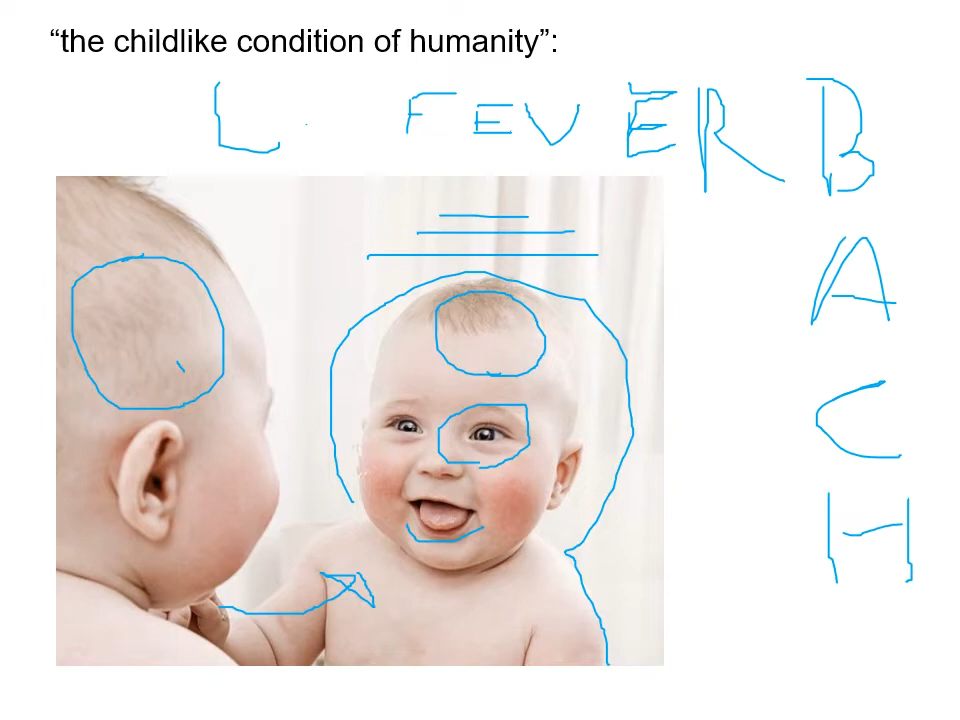 “the childlike condition of humanity”:
L. FEVERB
A
C
H